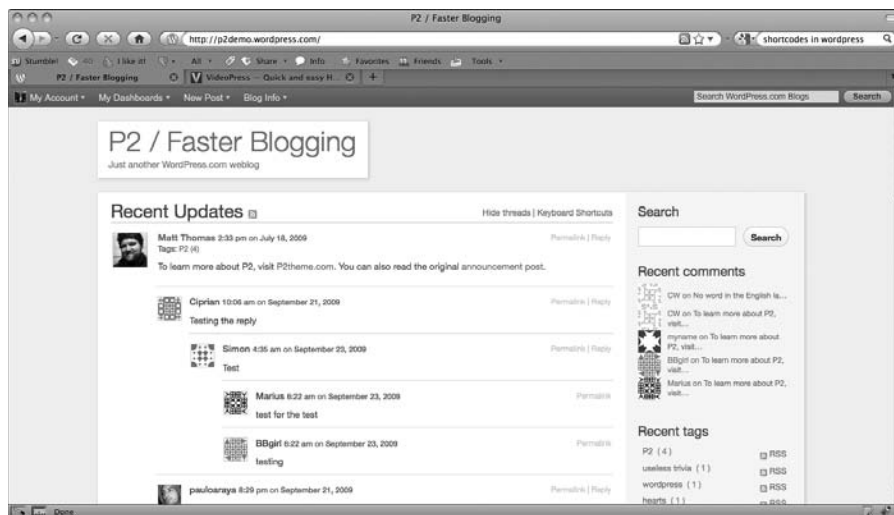 P2 / Faster Blogging
http://p2demo.wordpress.com/
shortcodes in wordpress
Stumble! I like it! All Share Info Favorites Friends Tools
P2 / Faster Blogging
VideoPress — Quick and easy H...
My Account My Dashboards New Post Blog Info
Search WordPress.com Blogs
Search
P2 / Faster Blogging
Just another WordPress.com weblog
Recent Updates
Hide threads | Keyboard Shortcuts
Matt Thomas 2:33 pm on July 18, 2009
Permalink | Reply
Tags: P2 (4)
To learn more about P2, visit P2theme.com. You can also read the original announcement post.
Ciprian 10:06 am on September 21, 2009
Permalink | Reply
Testing the reply
Simon 4:35 am on September 23, 2009
Permalink | Reply
Test
Marius 6:22 am on September 23, 2009
Permalink
test for the test
BBgirl 6:22 am on September 23, 2009
Permalink
testing
pauloaraya 8:29 pm on September 21, 2009
Permalink | Reply
Search
Search
Recent comments
CW on No word in the English la...
CW on To learn more about P2,
visit...
myname on To learn more about
P2, visit...
BBgirl on To learn more about P2,
visit...
Marius on To learn more about P2,
visit...
Recent tags
P2 (4) RSS
useless trivia (1) RSS
wordpress (1) RSS
hearts (1) RSS
Done